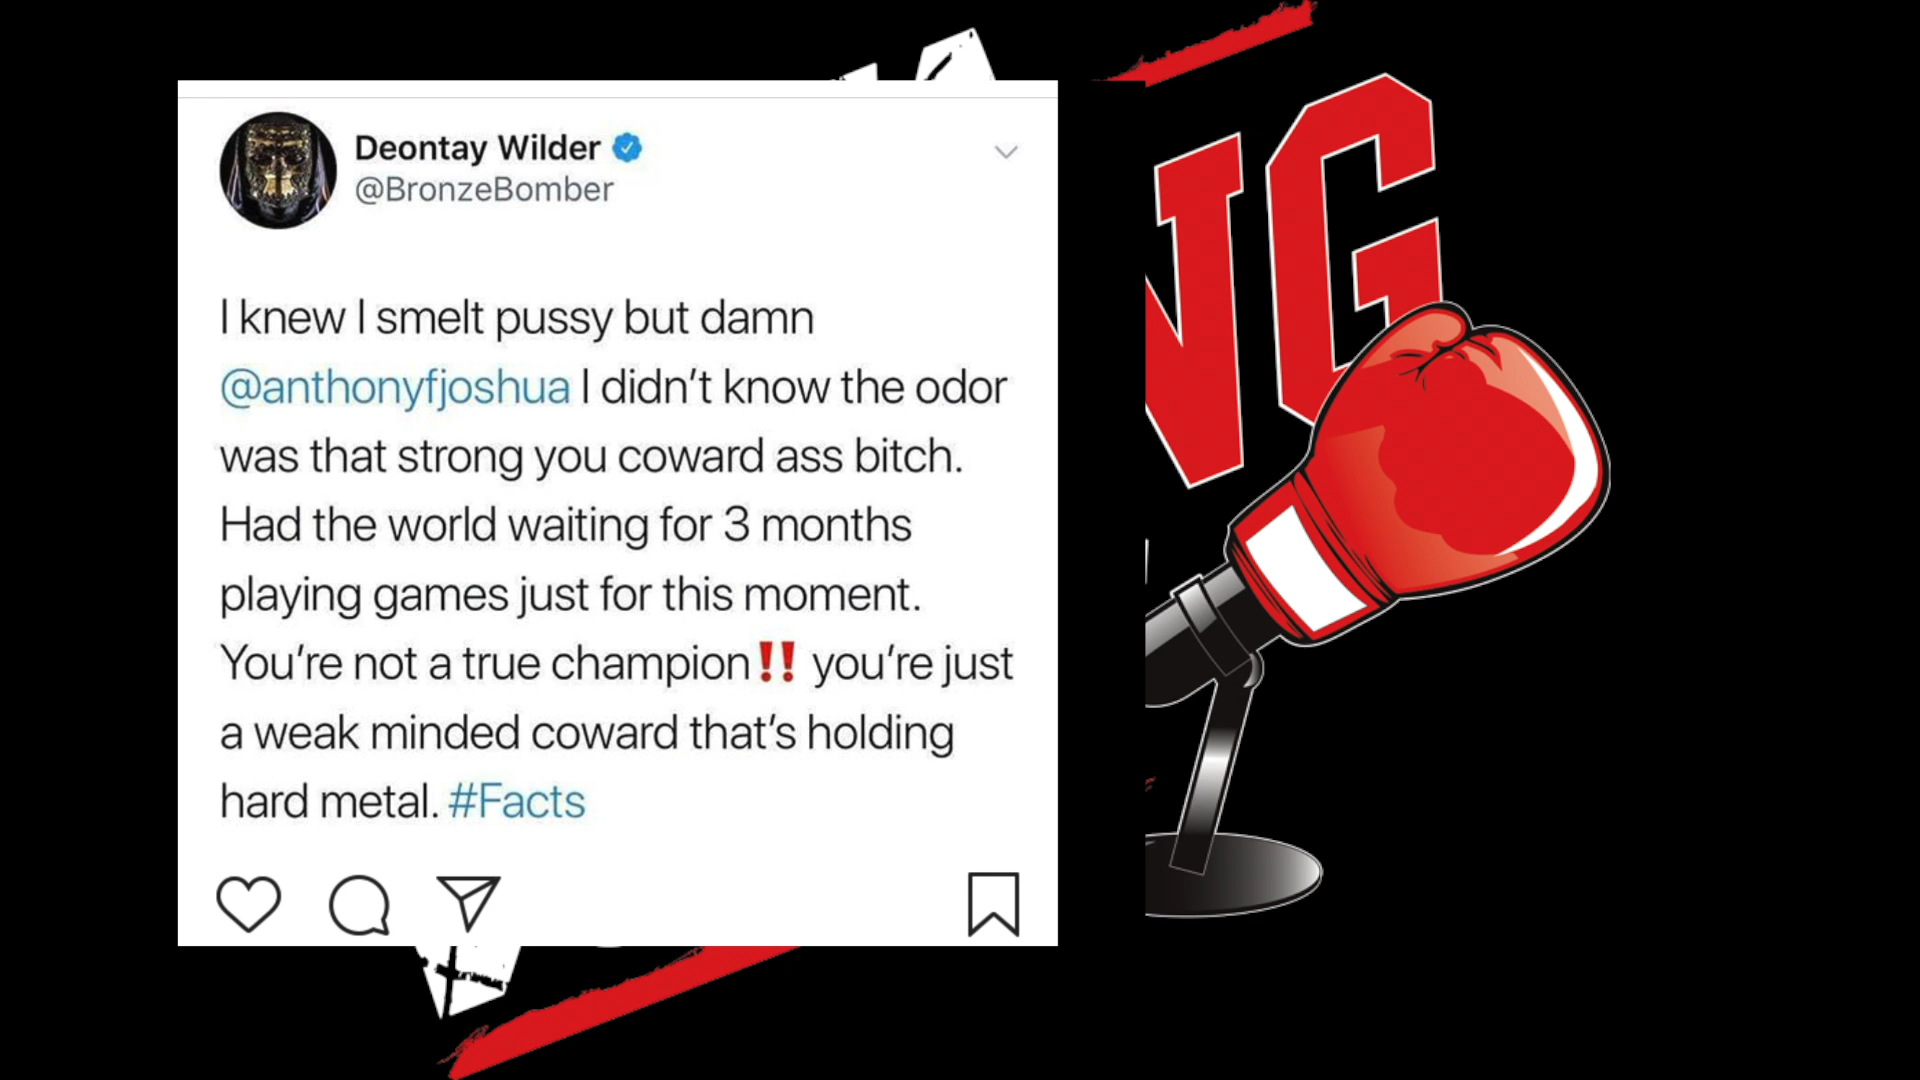 Deontay Wilder
@BronzeBomber
I knew I smelt pussy but damn
@anthonyfjoshua I didn't know the odor
was that strong you coward ass bitch.
Had the world waiting for 3 months
playing games just for this moment.
You're not a true champion‼️ you're just
a weak minded coward that's holding
hard metal. #Facts
NG